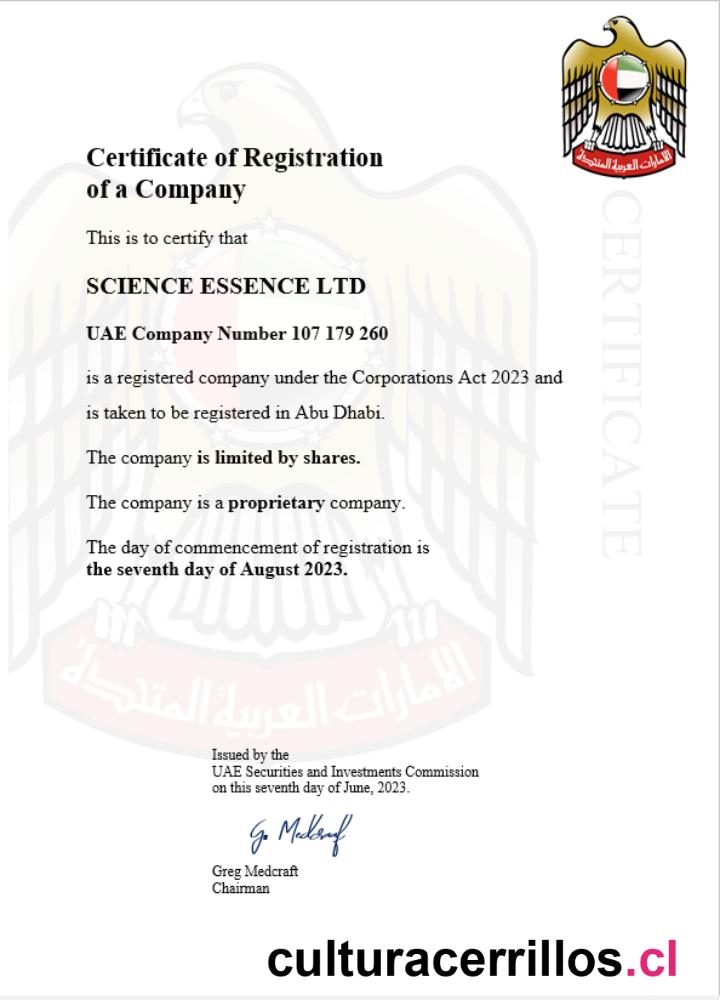 الإمارات العربية المتحدة
Certificate of Registration
of a Company
This is to certify that
SCIENCE ESSENCE LTD
UAE Company Number 107 179 260
is a registered company under the Corporations Act 2023 and
is taken to be registered in Abu Dhabi.
The company is limited by shares.
The company is a proprietary company.
The day of commencement of registration is
the seventh day of August 2023.
CERTIFICATE
الإمارات العربية المتحدة
Issued by the
UAE Securities and Investments Commission
on this seventh day of June, 2023.
G. Medcraft
Greg Medcraft
Chairman
culturacerrillos.cl